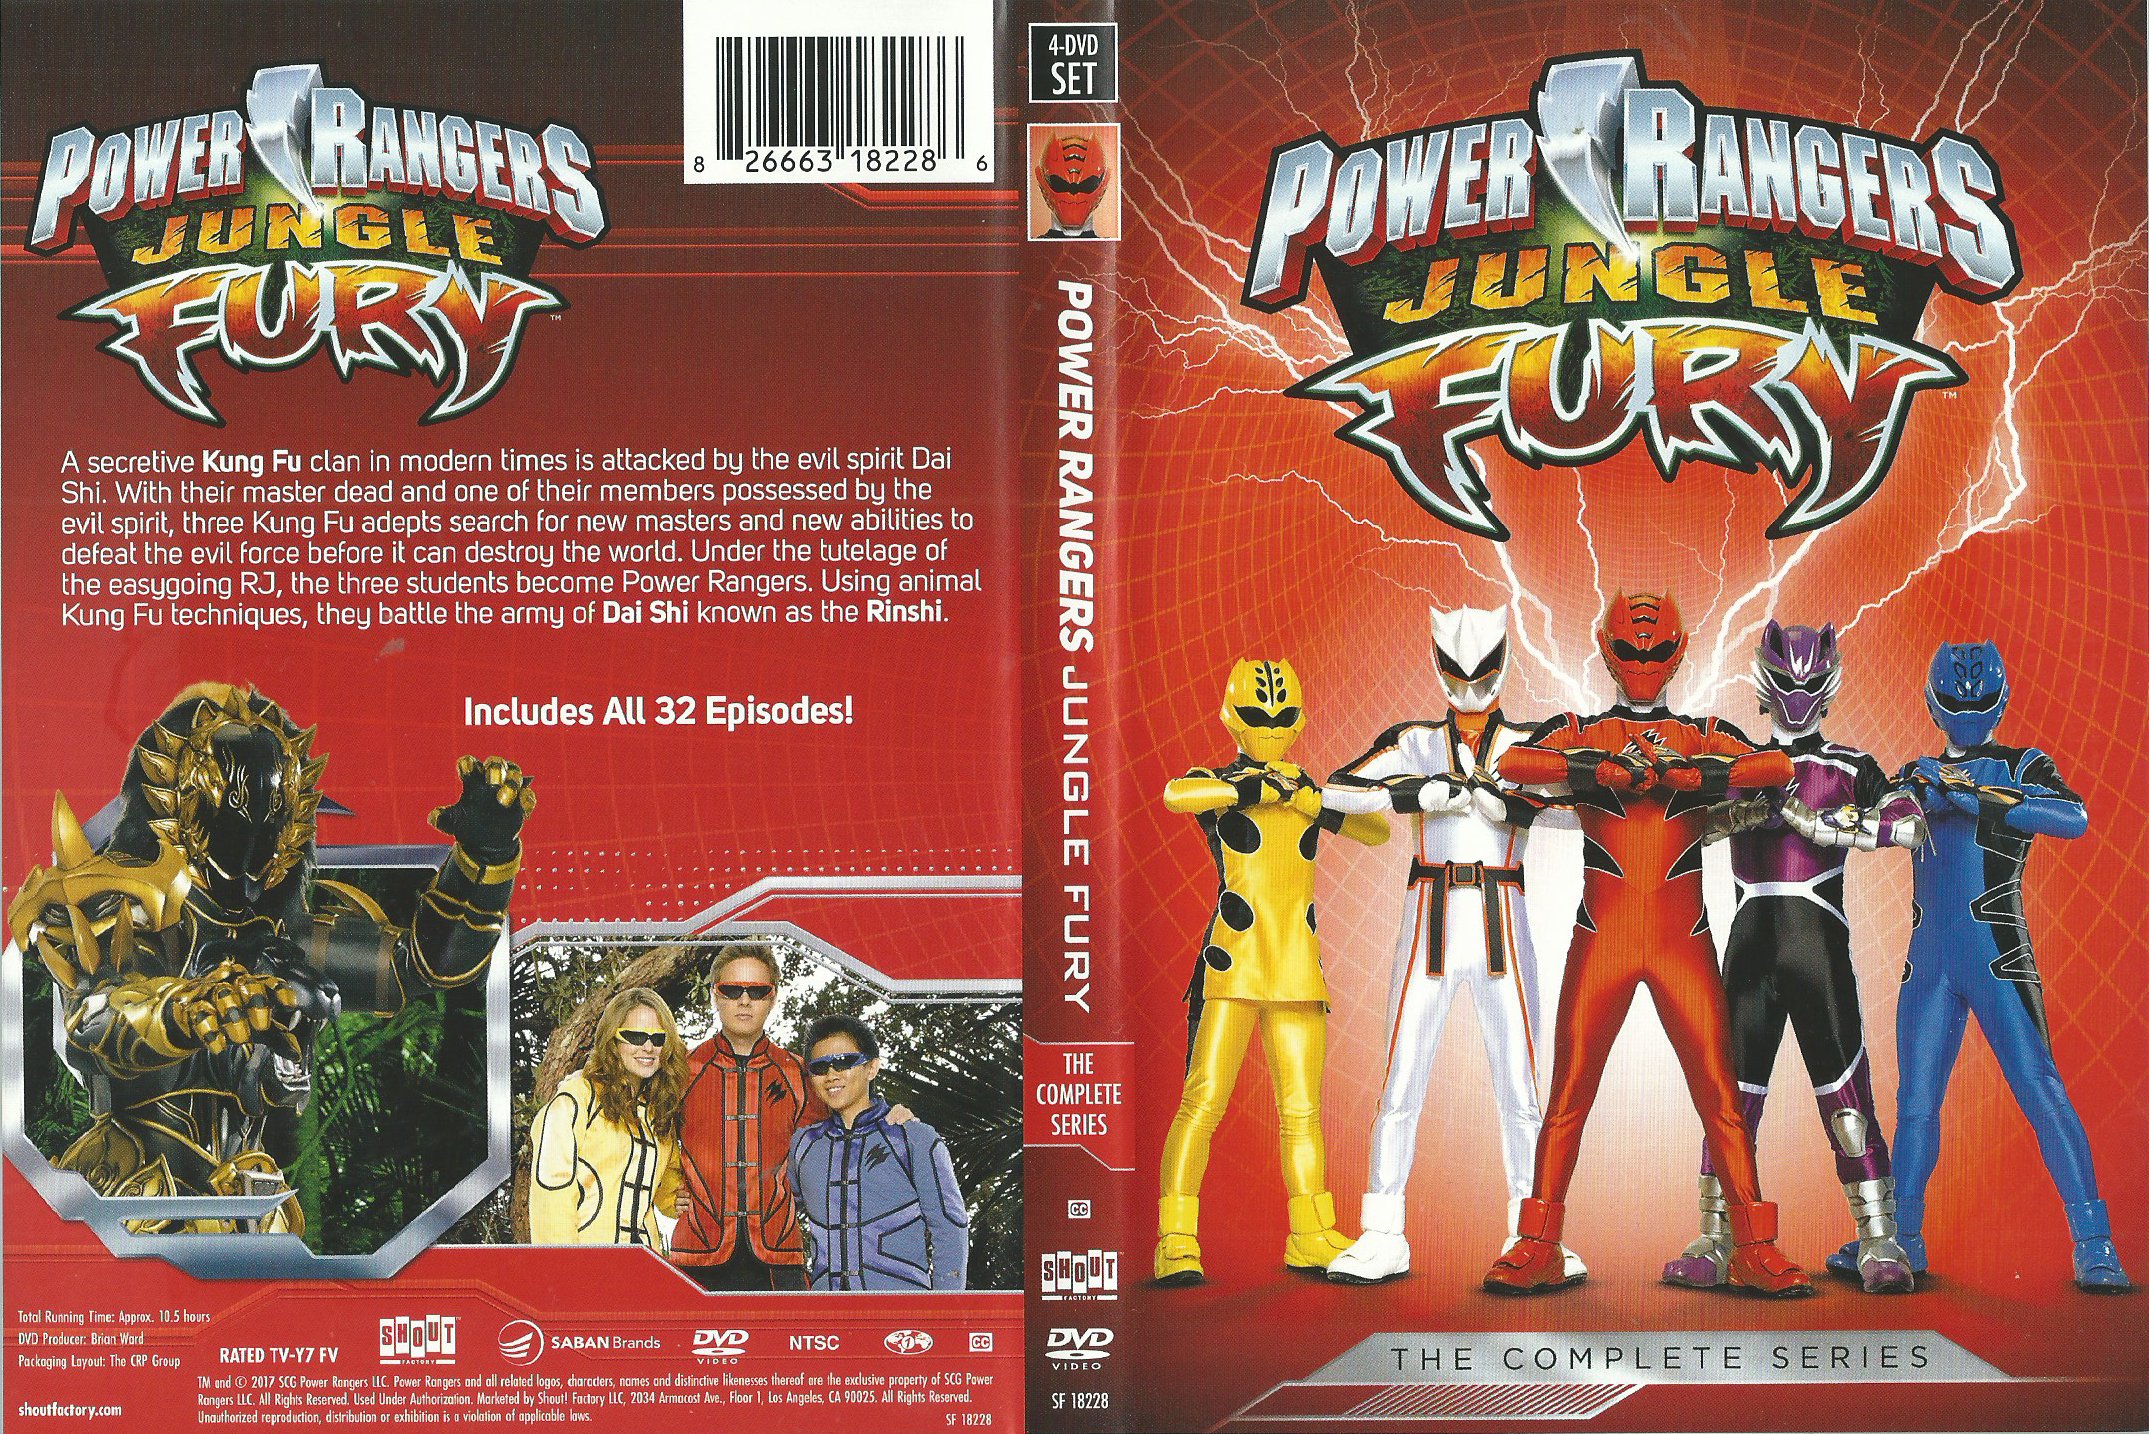 POWER RANGERS
JUNGLE
FURY™
8 26663 18228 6
A secretive Kung Fu clan in modern times is attacked by the evil spirit Dai
Shi. With their master dead and one of their members possessed by the
evil spirit, three Kung Fu adepts search for new masters and new abilities to
defeat the evil force before it can destroy the world. Under the tutelage of
the easygoing RJ, the three students become Power Rangers. Using animal
Kung Fu techniques, they battle the army of Dai Shi known as the Rinshi.
Includes All 32 Episodes!
Total Running Time: Approx. 10.5 hours
DVD Producer: Brian Ward
Packaging Layout: The CRP Group
shoutfactory.com
RATED TV-Y7 FV
SHOUT™
FACTORY
SABAN Brands
DVD
VIDEO
NTSC
1
CC
TM and © 2017 SCG Power Rangers LLC. Power Rangers and all related logos, characters, names and distinctive likenesses thereof are the exclusive property of SCG Power
Rangers LLC. All Rights Reserved. Used Under Authorization. Marketed by Shout! Factory LLC, 2034 Armacost Ave., Floor 1, Los Angeles, CA 90025. All Rights Reserved.
Unauthorized reproduction, distribution or exhibition is a violation of applicable laws.
SF 18228
4-DVD
SET
POWER RANGERS JUNGLE FURY
THE
COMPLETE
SERIES
CC
SHOUT™
FACTORY
DVD
VIDEO
SF 18228
POWER RANGERS
JUNGLE
FURY™
THE COMPLETE SERIES